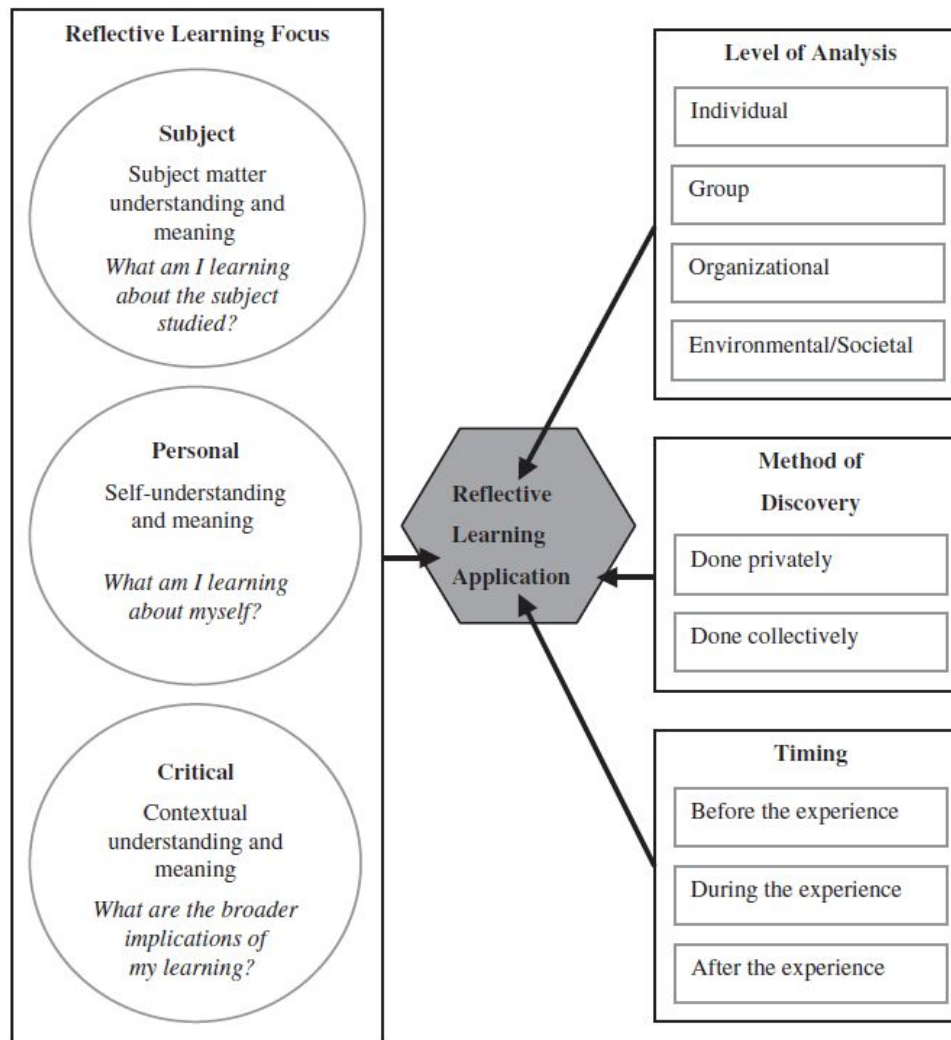 Reflective Learning Focus
Subject
Subject matter
understanding and
meaning
What am I learning
about the subject
studied?
Personal
Self-understanding
and meaning
What am I learning
about myself?
Critical
Contextual
understanding and
meaning
What are the broader
implications of
my learning?
Reflective
Learning
Application
Level of Analysis
Individual
Group
Organizational
Environmental/Societal
Method of
Discovery
Done privately
Done collectively
Timing
Before the experience
During the experience
After the experience